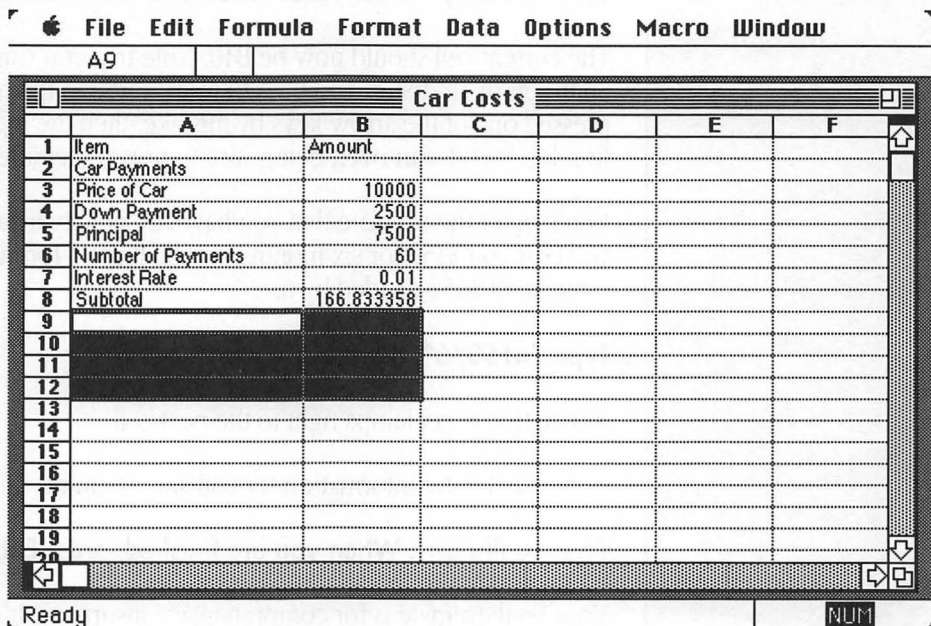 File Edit Formula Format Data Options Macro Window
A9
Car Costs
A B C D E F
1 Item Amount
2 Car Payments
3 Price of Car 10000
4 Down Payment 2500
5 Principal 7500
6 Number of Payments 60
7 Interest Rate 0.01
8 Subtotal 166.833358
9
10
11
12
13
14
15
16
17
18
19
20
Ready NUM